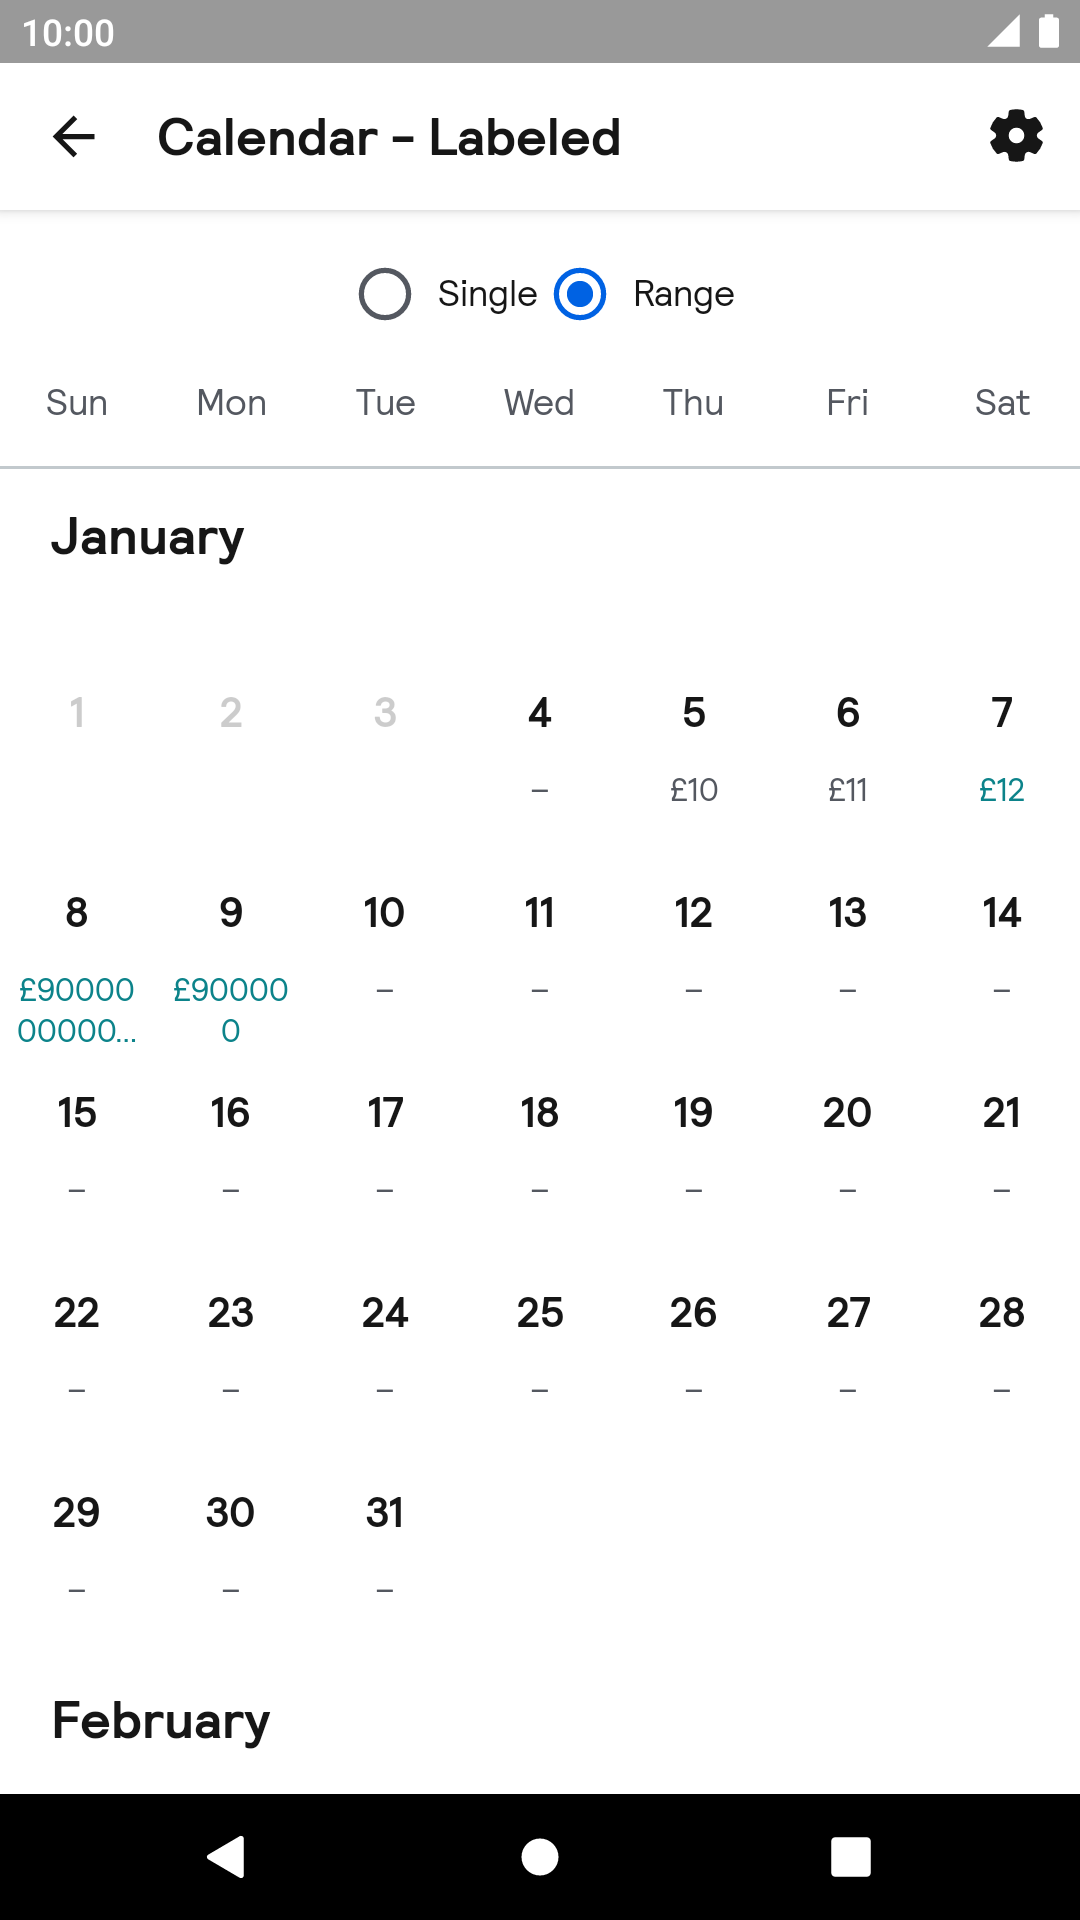 10:00
Calendar – Labeled
Single Range
Sun Mon Tue Wed Thu Fri Sat
January
1 2 3 4 5 6 7
– £10 £11 £12
8 9 10 11 12 13 14
£90000 £90000 – – – – –
00000... 0
15 16 17 18 19 20 21
– – – – – – –
22 23 24 25 26 27 28
– – – – – – –
29 30 31
– – –
February